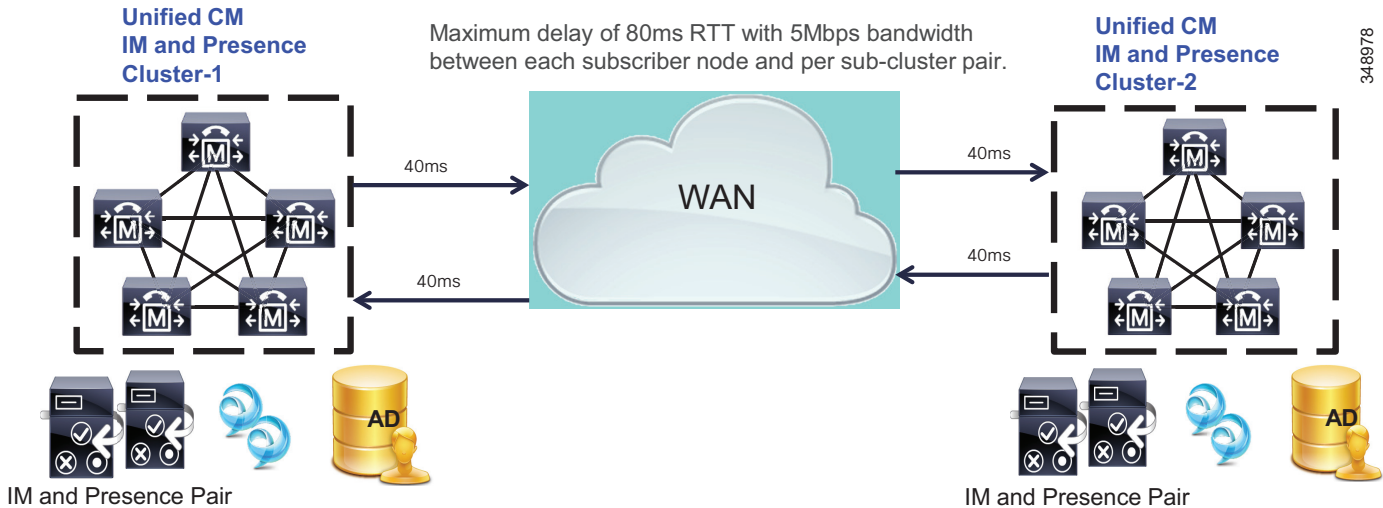 Unified CM
IM and Presence
Cluster-1
Maximum delay of 80ms RTT with 5Mbps bandwidth
between each subscriber node and per sub-cluster pair.
Unified CM
IM and Presence
Cluster-2
348978
M
M
M
M
M
40ms
40ms
WAN
40ms
40ms
M
M
M
M
M
AD
IM and Presence Pair
AD
IM and Presence Pair